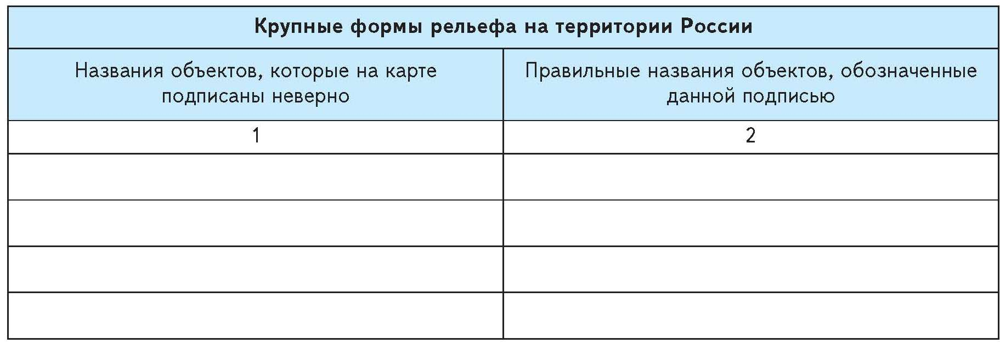 Крупные формы рельефа на территории России
Названия объектов, которые на карте
подписаны неверно
Правильные названия объектов, обозначенные
данной подписью
1
2